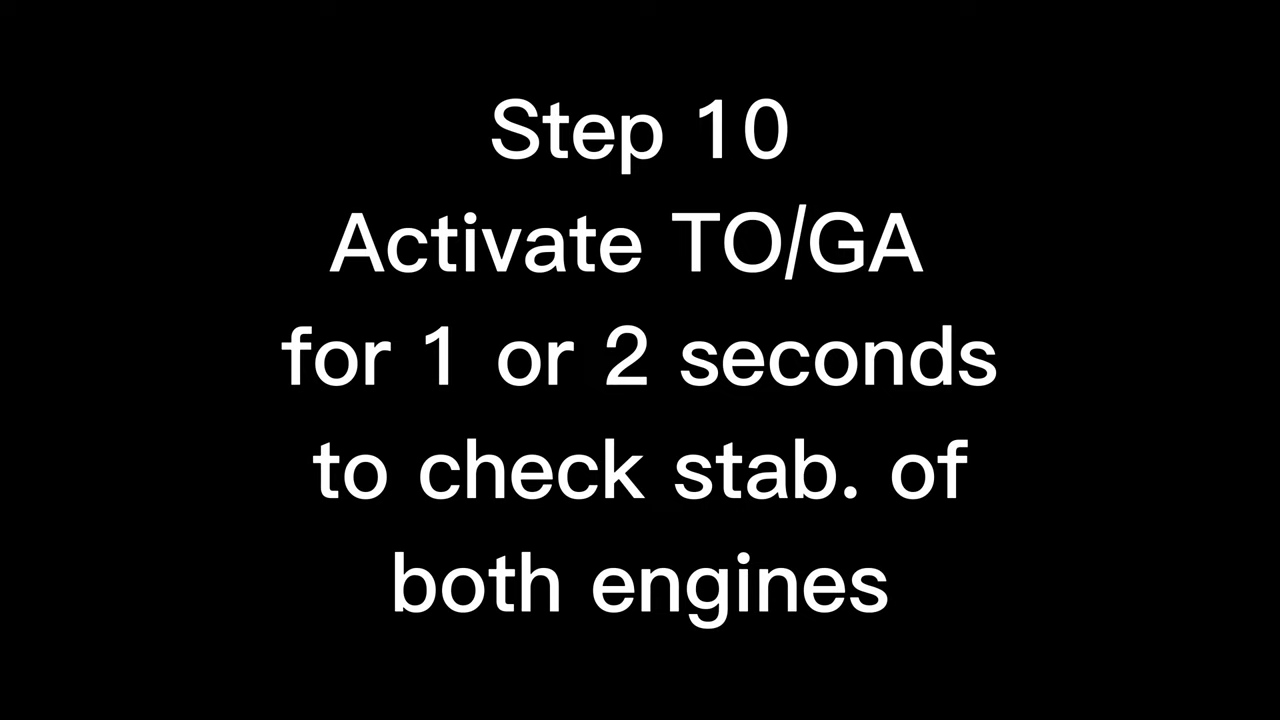 Step 10
Activate TO/GA
for 1 or 2 seconds
to check stab. of
both engines